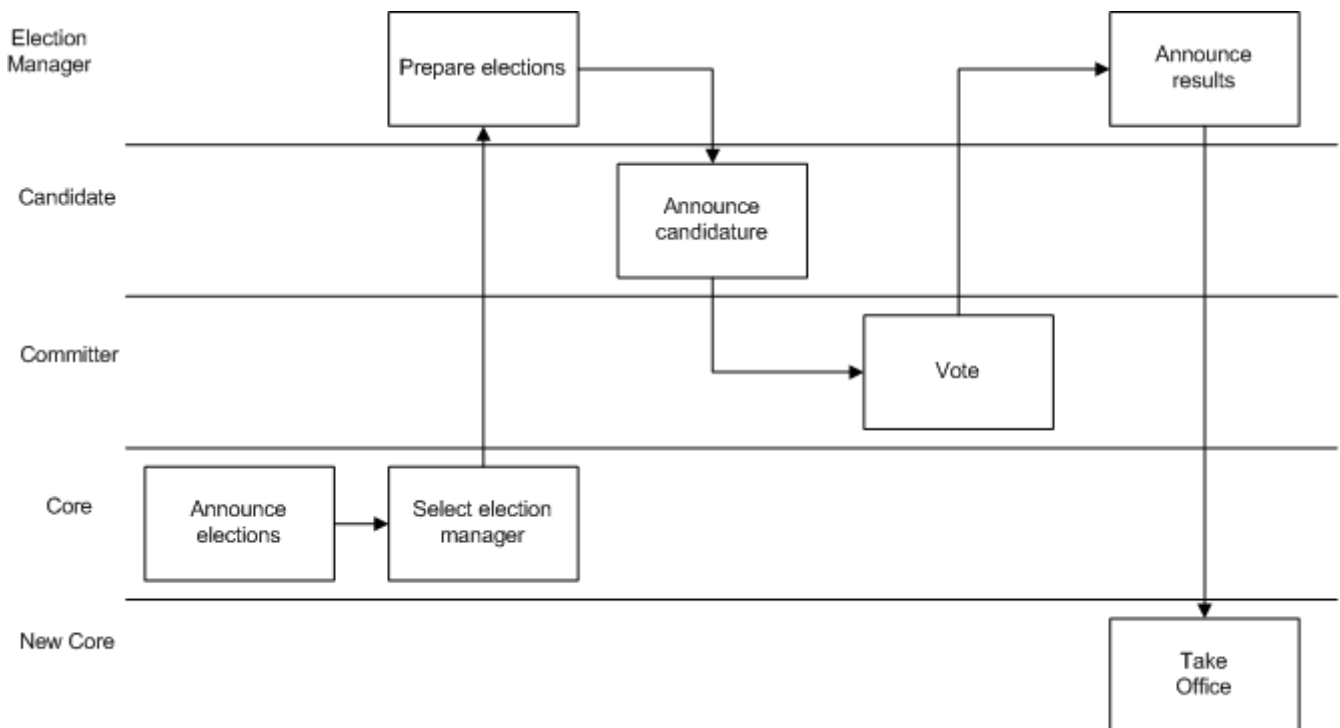 Election
Manager
Prepare elections
Announce
results
Candidate
Announce
candidature
Committer
Vote
Core
Announce
elections
Select election
manager
New Core
Take
Office